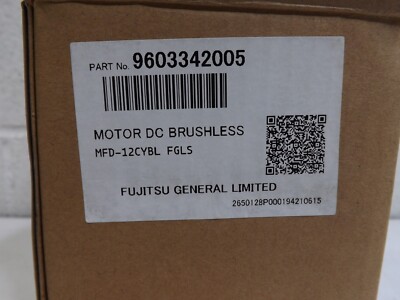 PART No. 9603342005
MOTOR DC BRUSHLESS
MFD-12CYBL FGLS
FUJITSU GENERAL LIMITED
2650128P000194210615